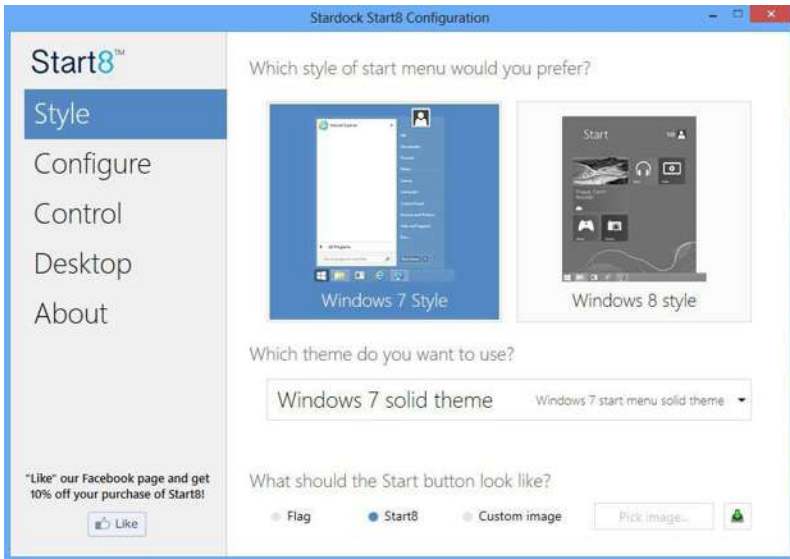 Stardock Start8 Configuration
Start8™
Style
Configure
Control
Desktop
About
"Like" our Facebook page and get
10% off your purchase of Start8!
Like
Which style of start menu would you prefer?
Start
All Programs
Windows 7 Style
Windows 8 style
Which theme do you want to use?
Windows 7 solid theme
Windows 7 start menu solid theme
What should the Start button look like?
Flag
Start8
Custom image
Pick image...